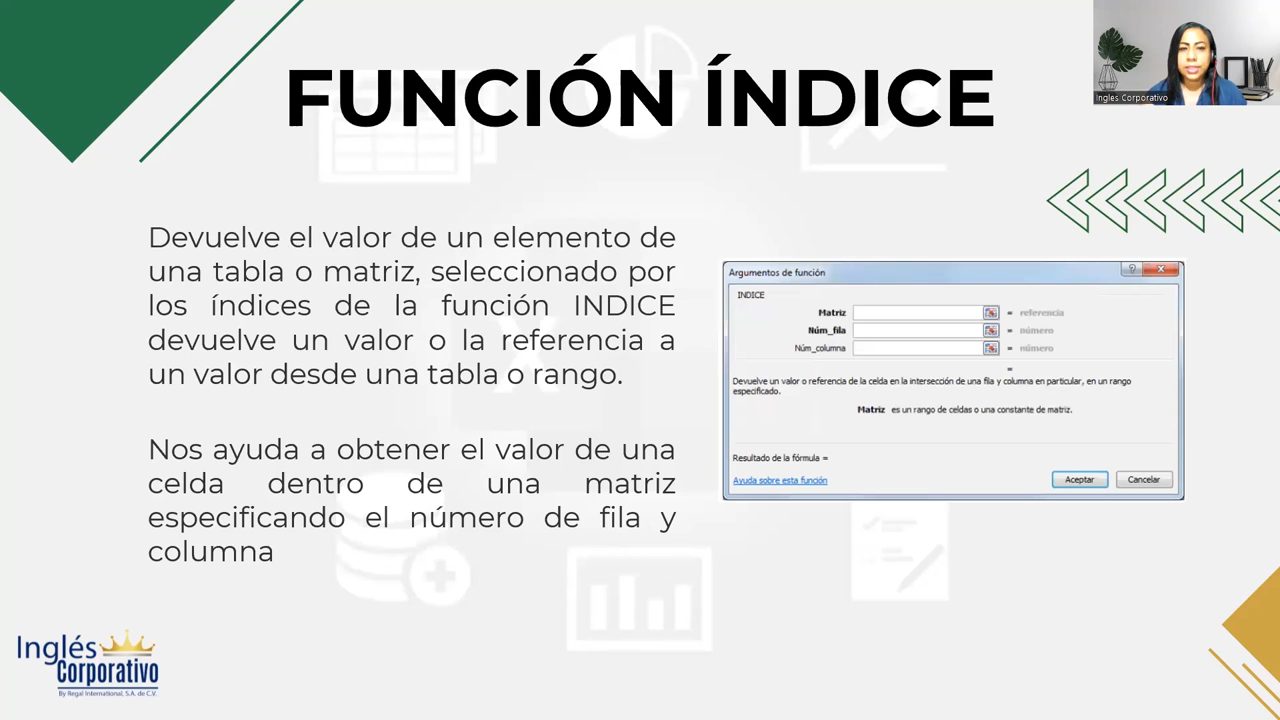 FUNCIÓN ÍNDICE
Ingles Corporativo
Devuelve el valor de un elemento de
una tabla o matriz, seleccionado por
los índices de la función INDICE
devuelve un valor o la referencia a
un valor desde una tabla o rango.
Nos ayuda a obtener el valor de una
celda dentro de una matriz
especificando el número de fila y
columna
Argumentos de función
INDICE
Matriz = referencia
Núm_fila = número
Núm_columna = número
=
Devuelve un valor o referencia de la celda en la intersección de una fila y columna en particular, en un rango
especificado.
Matriz es un rango de celdas o una constante de matriz.
Resultado de la fórmula =
Ayuda sobre esta función
Aceptar
Cancelar
Inglés
Corporativo
By Regal International, S.A. de C.V.